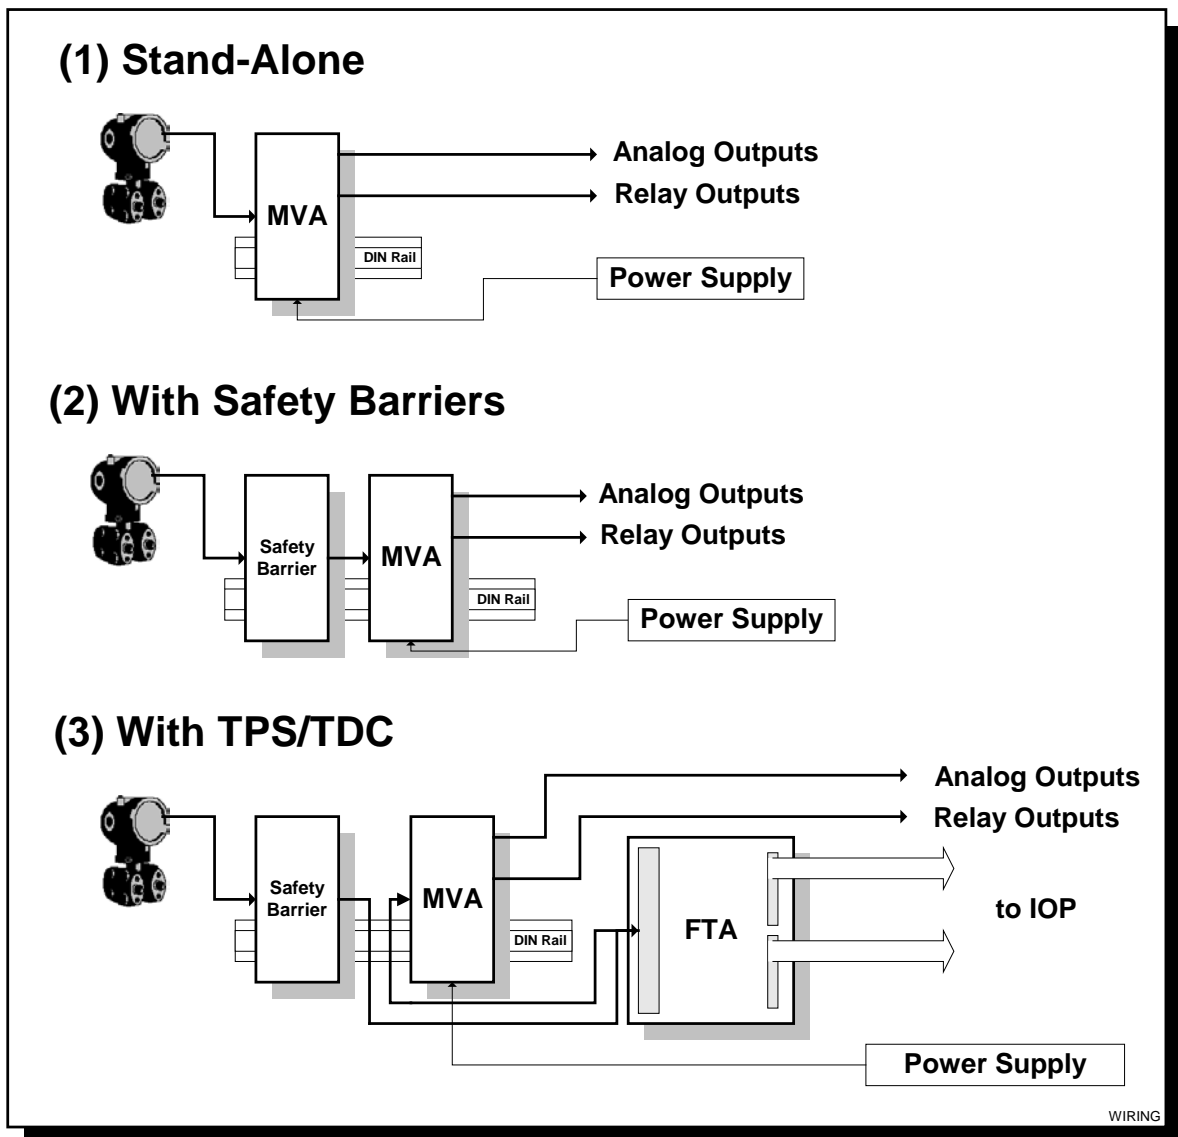 (1) Stand-Alone
Analog Outputs
Relay Outputs
MVA
DIN Rail
Power Supply
(2) With Safety Barriers
Analog Outputs
Relay Outputs
Safety
Barrier
MVA
DIN Rail
Power Supply
(3) With TPS/TDC
Analog Outputs
Relay Outputs
Safety
Barrier
MVA
to IOP
FTA
DIN Rail
Power Supply
WIRING